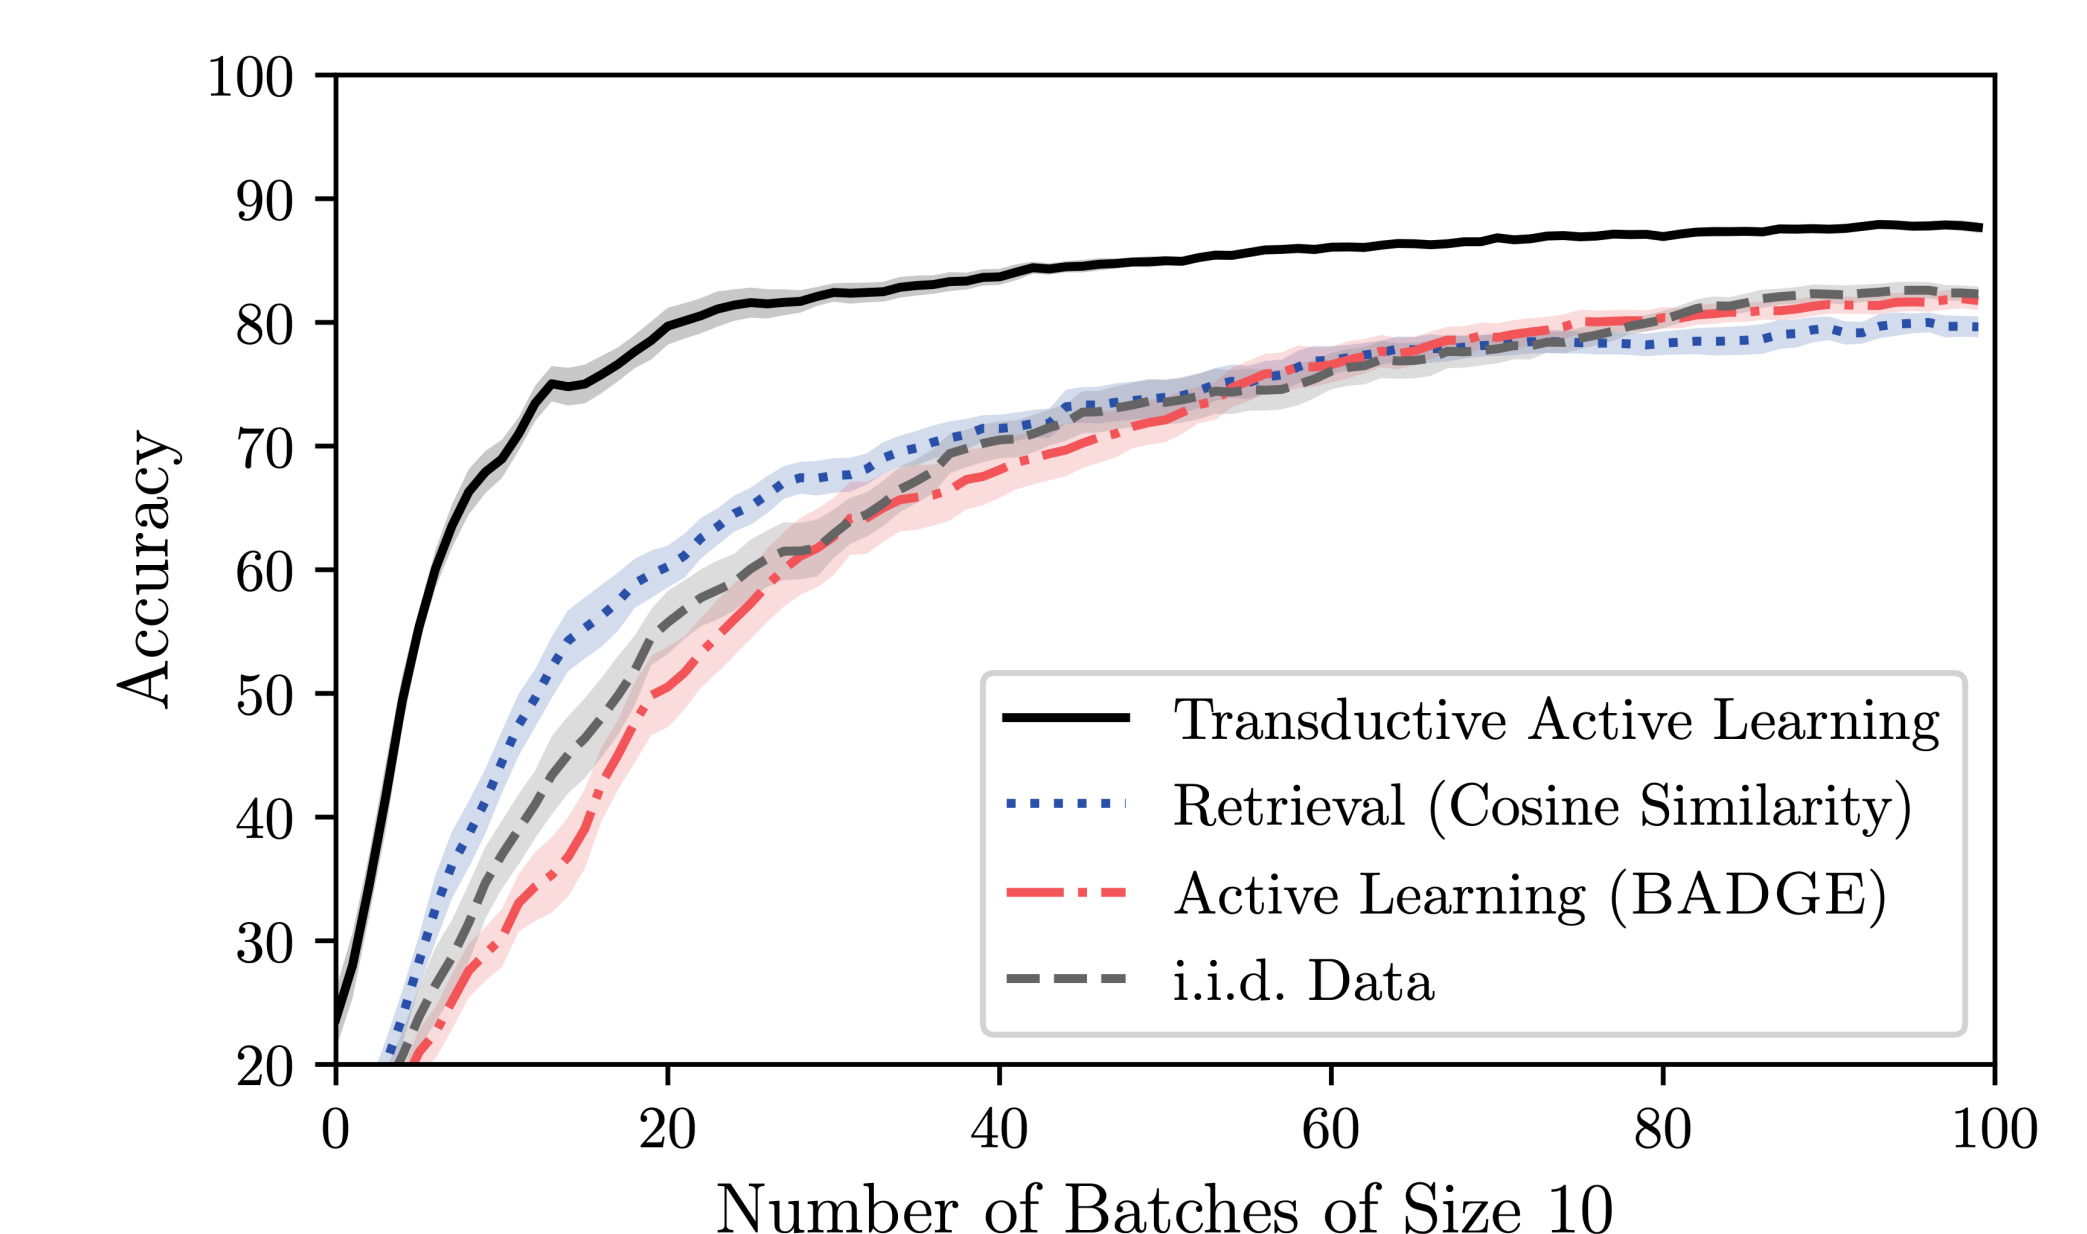 100
90
80
70
60
50
40
30
20
Accuracy
Transductive Active Learning
Retrieval (Cosine Similarity)
Active Learning (BADGE)
i.i.d. Data
0 20 40 60 80 100
Number of Batches of Size 10